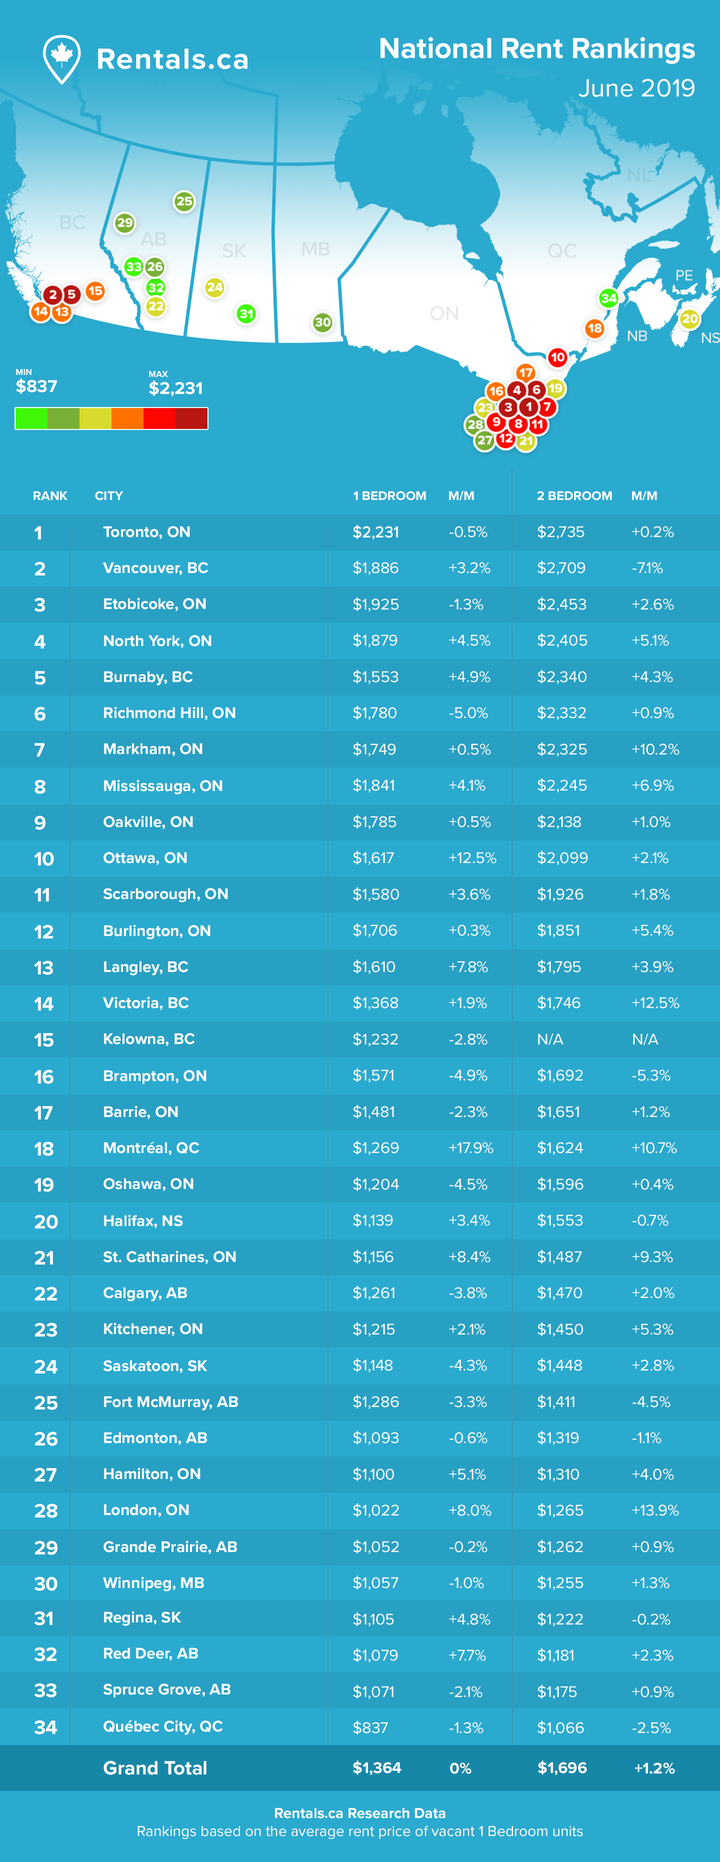 Rentals.ca
National Rent Rankings
June 2019
NL
BC
AB
SK
MB
ON
QC
PE
NB
NS
25
29
33 26
32
22
24
31
30
2 5 15
14 13
34
20
18
10
17
16 4 6 19
23 3 1 7
28 9 8 11
27 12 21
MIN
$837
MAX
$2,231
RANK CITY 1 BEDROOM M/M 2 BEDROOM M/M
1 Toronto, ON $2,231 -0.5% $2,735 +0.2%
2 Vancouver, BC $1,886 +3.2% $2,709 -7.1%
3 Etobicoke, ON $1,925 -1.3% $2,453 +2.6%
4 North York, ON $1,879 +4.5% $2,405 +5.1%
5 Burnaby, BC $1,553 +4.9% $2,340 +4.3%
6 Richmond Hill, ON $1,780 -5.0% $2,332 +0.9%
7 Markham, ON $1,749 +0.5% $2,325 +10.2%
8 Mississauga, ON $1,841 +4.1% $2,245 +6.9%
9 Oakville, ON $1,785 +0.5% $2,138 +1.0%
10 Ottawa, ON $1,617 +12.5% $2,099 +2.1%
11 Scarborough, ON $1,580 +3.6% $1,926 +1.8%
12 Burlington, ON $1,706 +0.3% $1,851 +5.4%
13 Langley, BC $1,610 +7.8% $1,795 +3.9%
14 Victoria, BC $1,368 +1.9% $1,746 +12.5%
15 Kelowna, BC $1,232 -2.8% N/A N/A
16 Brampton, ON $1,571 -4.9% $1,692 -5.3%
17 Barrie, ON $1,481 -2.3% $1,651 +1.2%
18 Montréal, QC $1,269 +17.9% $1,624 +10.7%
19 Oshawa, ON $1,204 -4.5% $1,596 +0.4%
20 Halifax, NS $1,139 +3.4% $1,553 -0.7%
21 St. Catharines, ON $1,156 +8.4% $1,487 +9.3%
22 Calgary, AB $1,261 -3.8% $1,470 +2.0%
23 Kitchener, ON $1,215 +2.1% $1,450 +5.3%
24 Saskatoon, SK $1,148 -4.3% $1,448 +2.8%
25 Fort McMurray, AB $1,286 -3.3% $1,411 -4.5%
26 Edmonton, AB $1,093 -0.6% $1,319 -1.1%
27 Hamilton, ON $1,100 +5.1% $1,310 +4.0%
28 London, ON $1,022 +8.0% $1,265 +13.9%
29 Grande Prairie, AB $1,052 -0.2% $1,262 +0.9%
30 Winnipeg, MB $1,057 -1.0% $1,255 +1.3%
31 Regina, SK $1,105 +4.8% $1,222 -0.2%
32 Red Deer, AB $1,079 +7.7% $1,181 +2.3%
33 Spruce Grove, AB $1,071 -2.1% $1,175 +0.9%
34 Québec City, QC $837 -1.3% $1,066 -2.5%
Grand Total $1,364 0% $1,696 +1.2%
Rentals.ca Research Data
Rankings based on the average rent price of vacant 1 Bedroom units